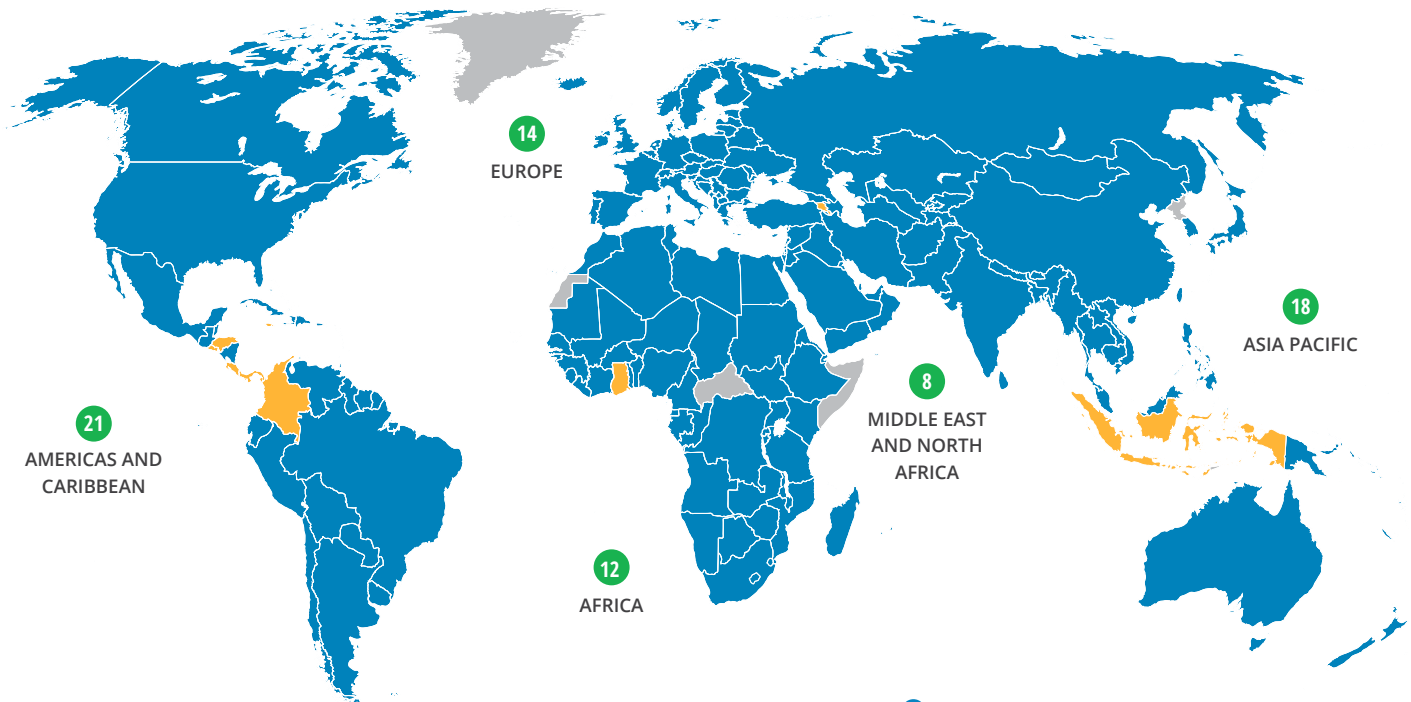 14
EUROPE
18
ASIA PACIFIC
8
MIDDLE EAST
AND NORTH
AFRICA
21
AMERICAS AND
CARIBBEAN
12
AFRICA